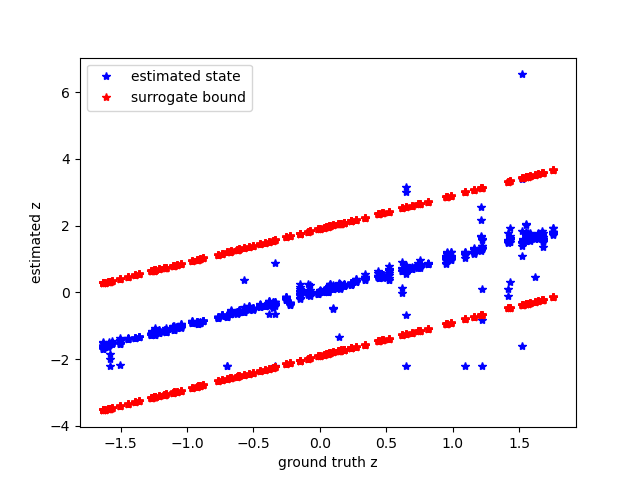 estimated state
surrogate bound
6
4
2
0
−2
−4
estimated z
−1.5 −1.0 −0.5 0.0 0.5 1.0 1.5
ground truth z